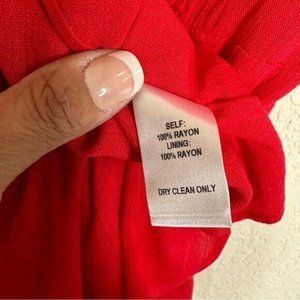 SELF:
100% RAYON
LINING:
100% RAYON
DRY CLEAN ONLY